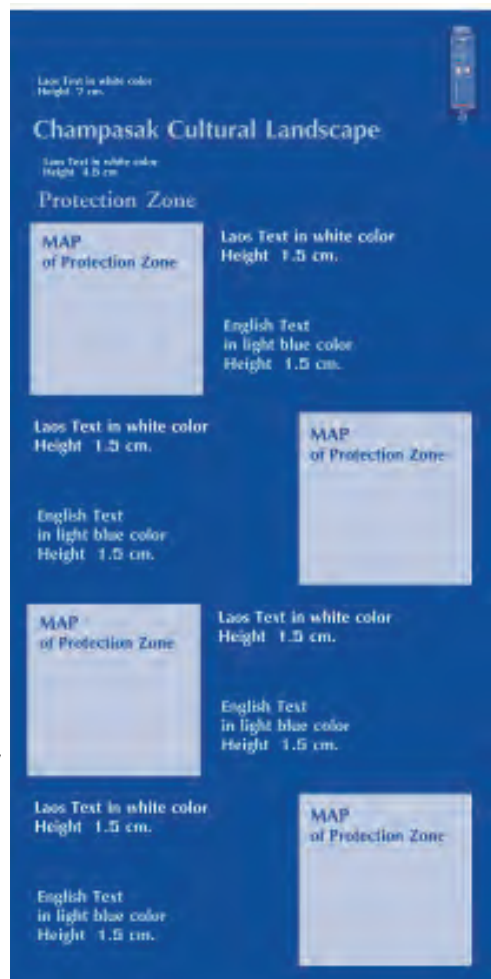 Laos Text in white color
Height 7 cm.
Champasak Cultural Landscape
Laos Text in white color
Height 4.5 cm
Protection Zone
MAP
of Protection Zone
Laos Text in white color
Height 1.5 cm.
English Text
in light blue color
Height 1.5 cm.
Laos Text in white color
Height 1.5 cm.
English Text
in light blue color
Height 1.5 cm.
MAP
of Protection Zone
MAP
of Protection Zone
Laos Text in white color
Height 1.5 cm.
English Text
in light blue color
Height 1.5 cm.
Laos Text in white color
Height 1.5 cm.
English Text
in light blue color
Height 1.5 cm.
MAP
of Protection Zone